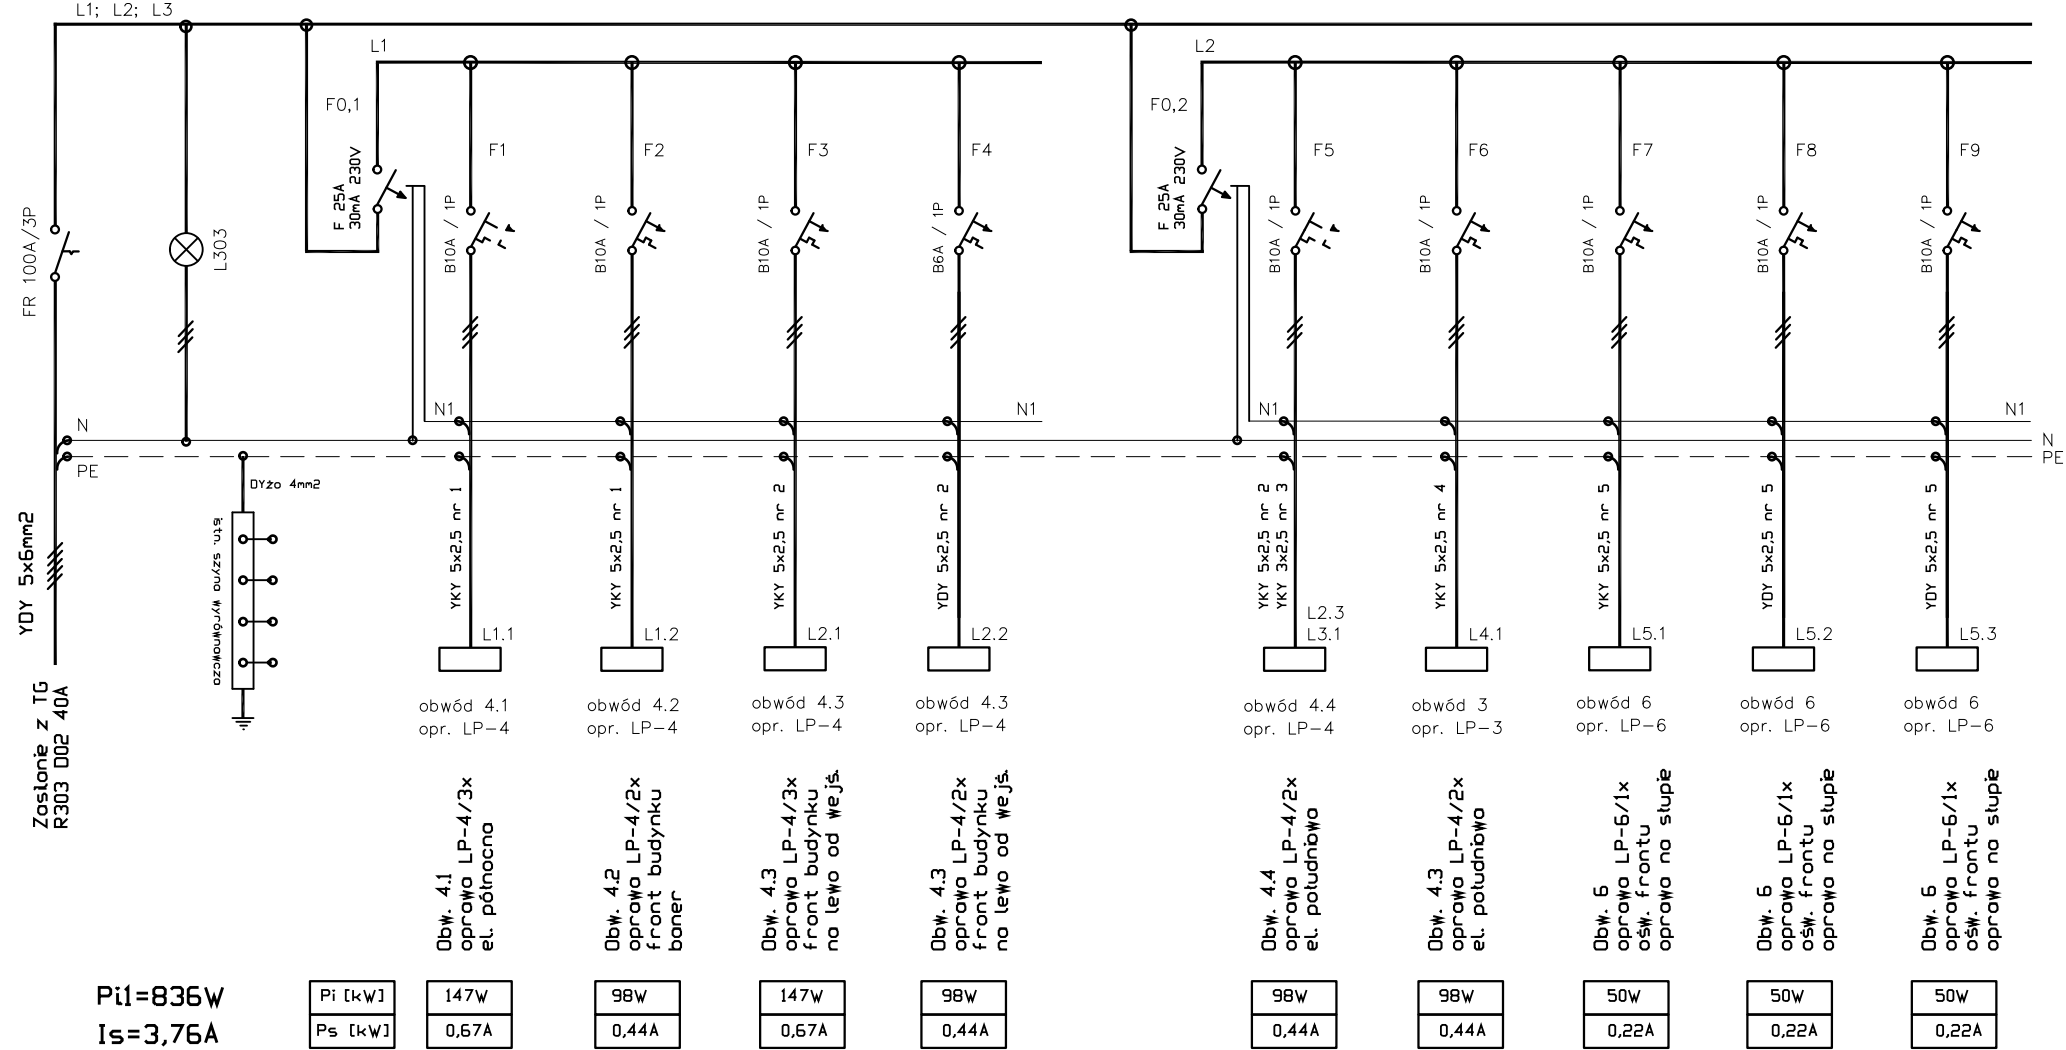 L1; L2; L3
L1
L2
F0,1
F 25A
30mA 230V
F0,2
F 25A
30mA 230V
F1
F2
F3
F4
F5
F6
F7
F8
F9
B10A / 1P
B10A / 1P
B10A / 1P
B6A / 1P
B10A / 1P
B10A / 1P
B10A / 1P
B10A / 1P
B10A / 1P
FR 100A/3P
L303
N1
N1
N1
N1
N
N
PE
PE
DYżo 4mm2
istn. szyna wyrównawcza
YDY 5x6mm2
Zasianie z TG
R303 D02 40A
YKY 5x2,5 nr 1
YKY 5x2,5 nr 1
YKY 5x2,5 nr 2
YDY 5x2,5 nr 2
YKY 5x2,5 nr 2
YKY 3x2,5 nr 3
YKY 5x2,5 nr 4
YDY 5x2,5 nr 5
YDY 5x2,5 nr 5
YDY 5x2,5 nr 5
L1.1
L1.2
L2.1
L2.2
L2.3
L3.1
L4.1
L5.1
L5.2
L5.3
obwód 4.1
opr. LP-4
obwód 4.2
opr. LP-4
obwód 4.3
opr. LP-4
obwód 4.3
opr. LP-4
obwód 4.4
opr. LP-4
obwód 3
opr. LP-3
obwód 6
opr. LP-6
obwód 6
opr. LP-6
obwód 6
opr. LP-6
Obw. 4.1
oprawa LP-4/3x
el. północna
Obw. 4.2
oprawa LP-4/2x
front budynku
baner
Obw. 4.3
oprawa LP-4/3x
front budynku
na lewo od wejś.
Obw. 4.3
oprawa LP-4/2x
front budynku
na lewo od wejś.
Obw. 4.4
oprawa LP-4/2x
el. południowa
Obw. 4.3
oprawa LP-4/2x
el. południowa
Obw. 6
oprawa LP-6/1x
ośw. frontu
oprawa na słupie
Obw. 6
oprawa LP-6/1x
ośw. frontu
oprawa na słupie
Obw. 6
oprawa LP-6/1x
ośw. frontu
oprawa na słupie
Pi1=836W
Is=3,76A
Pi [kW] 147W 98W 147W 98W 98W 98W 50W 50W 50W
Ps [kW] 0,67A 0,44A 0,67A 0,44A 0,44A 0,44A 0,22A 0,22A 0,22A